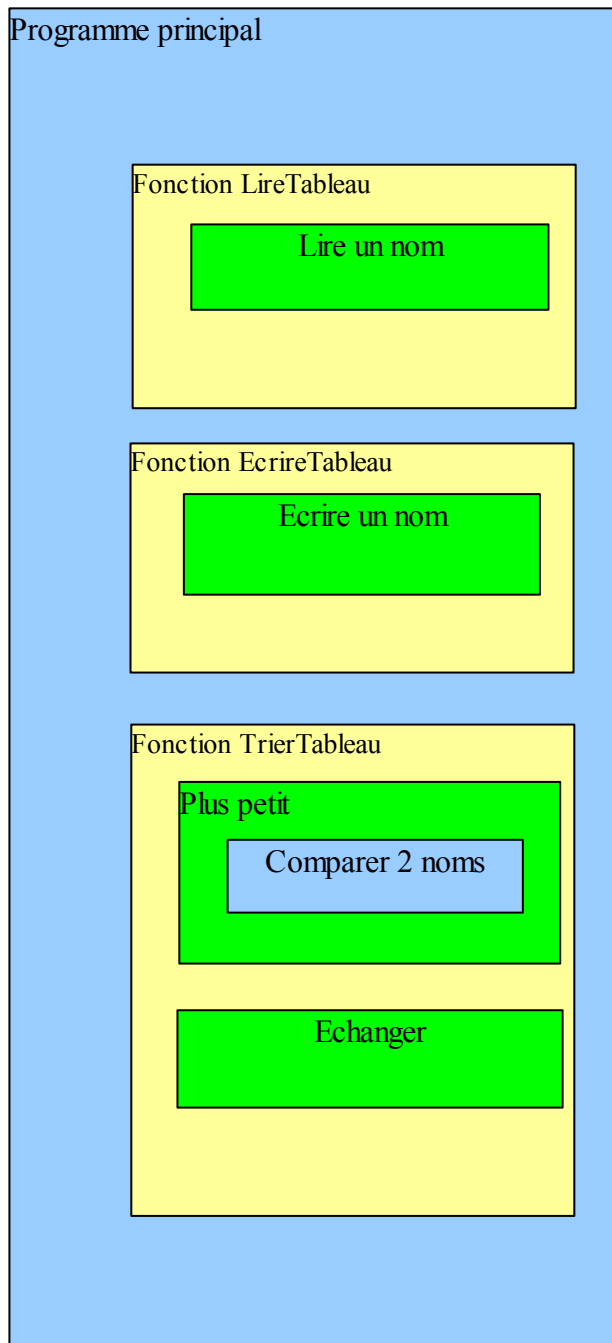 Programme principal
Fonction LireTableau
Lire un nom
Fonction EcrireTableau
Ecrire un nom
Fonction TrierTableau
Plus petit
Comparer 2 noms
Echanger